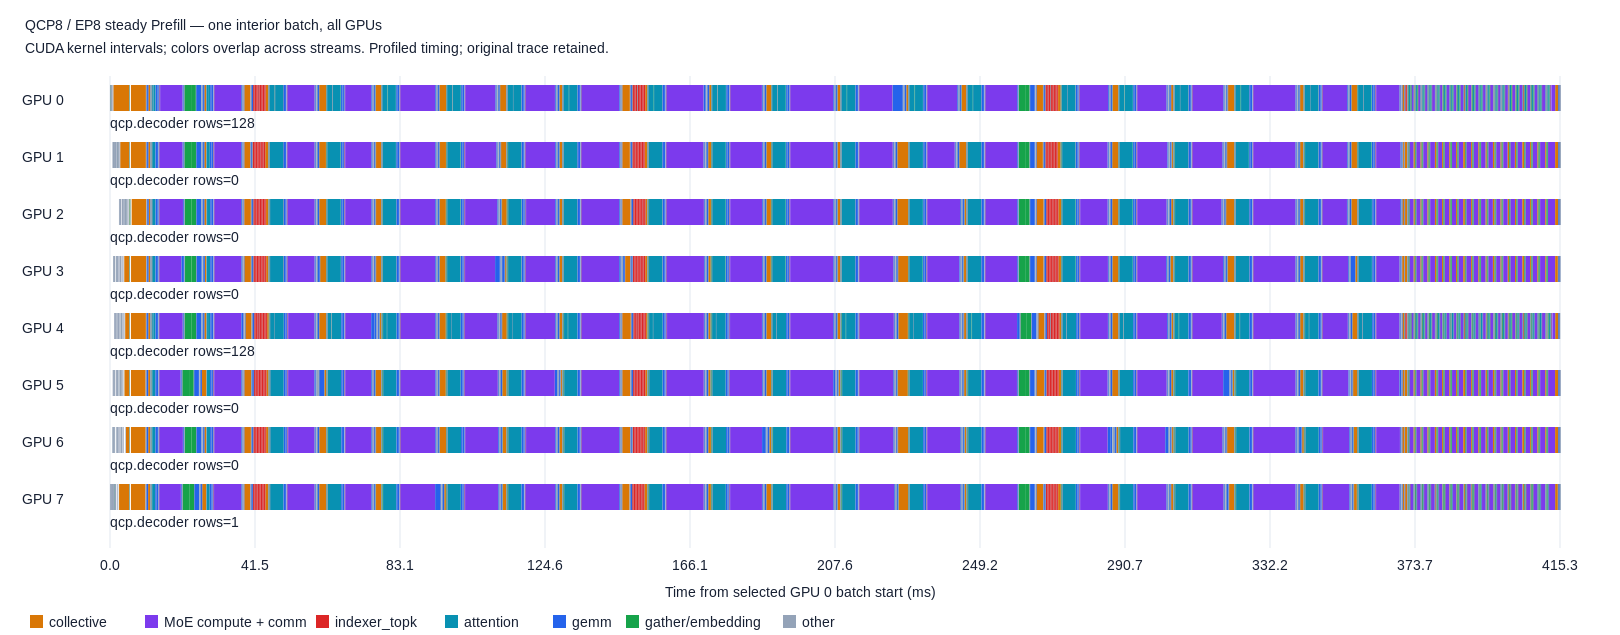 QCP8 / EP8 steady Prefill — one interior batch, all GPUs
CUDA kernel intervals; colors overlap across streams. Profiled timing; original trace retained.
GPU 0
qcp.decoder rows=128
GPU 1
qcp.decoder rows=0
GPU 2
qcp.decoder rows=0
GPU 3
qcp.decoder rows=0
GPU 4
qcp.decoder rows=128
GPU 5
qcp.decoder rows=0
GPU 6
qcp.decoder rows=0
GPU 7
qcp.decoder rows=1
0.0 41.5 83.1 124.6 166.1 207.6 249.2 290.7 332.2 373.7 415.3
Time from selected GPU 0 batch start (ms)
collective MoE compute + comm indexer_topk attention gemm gather/embedding other